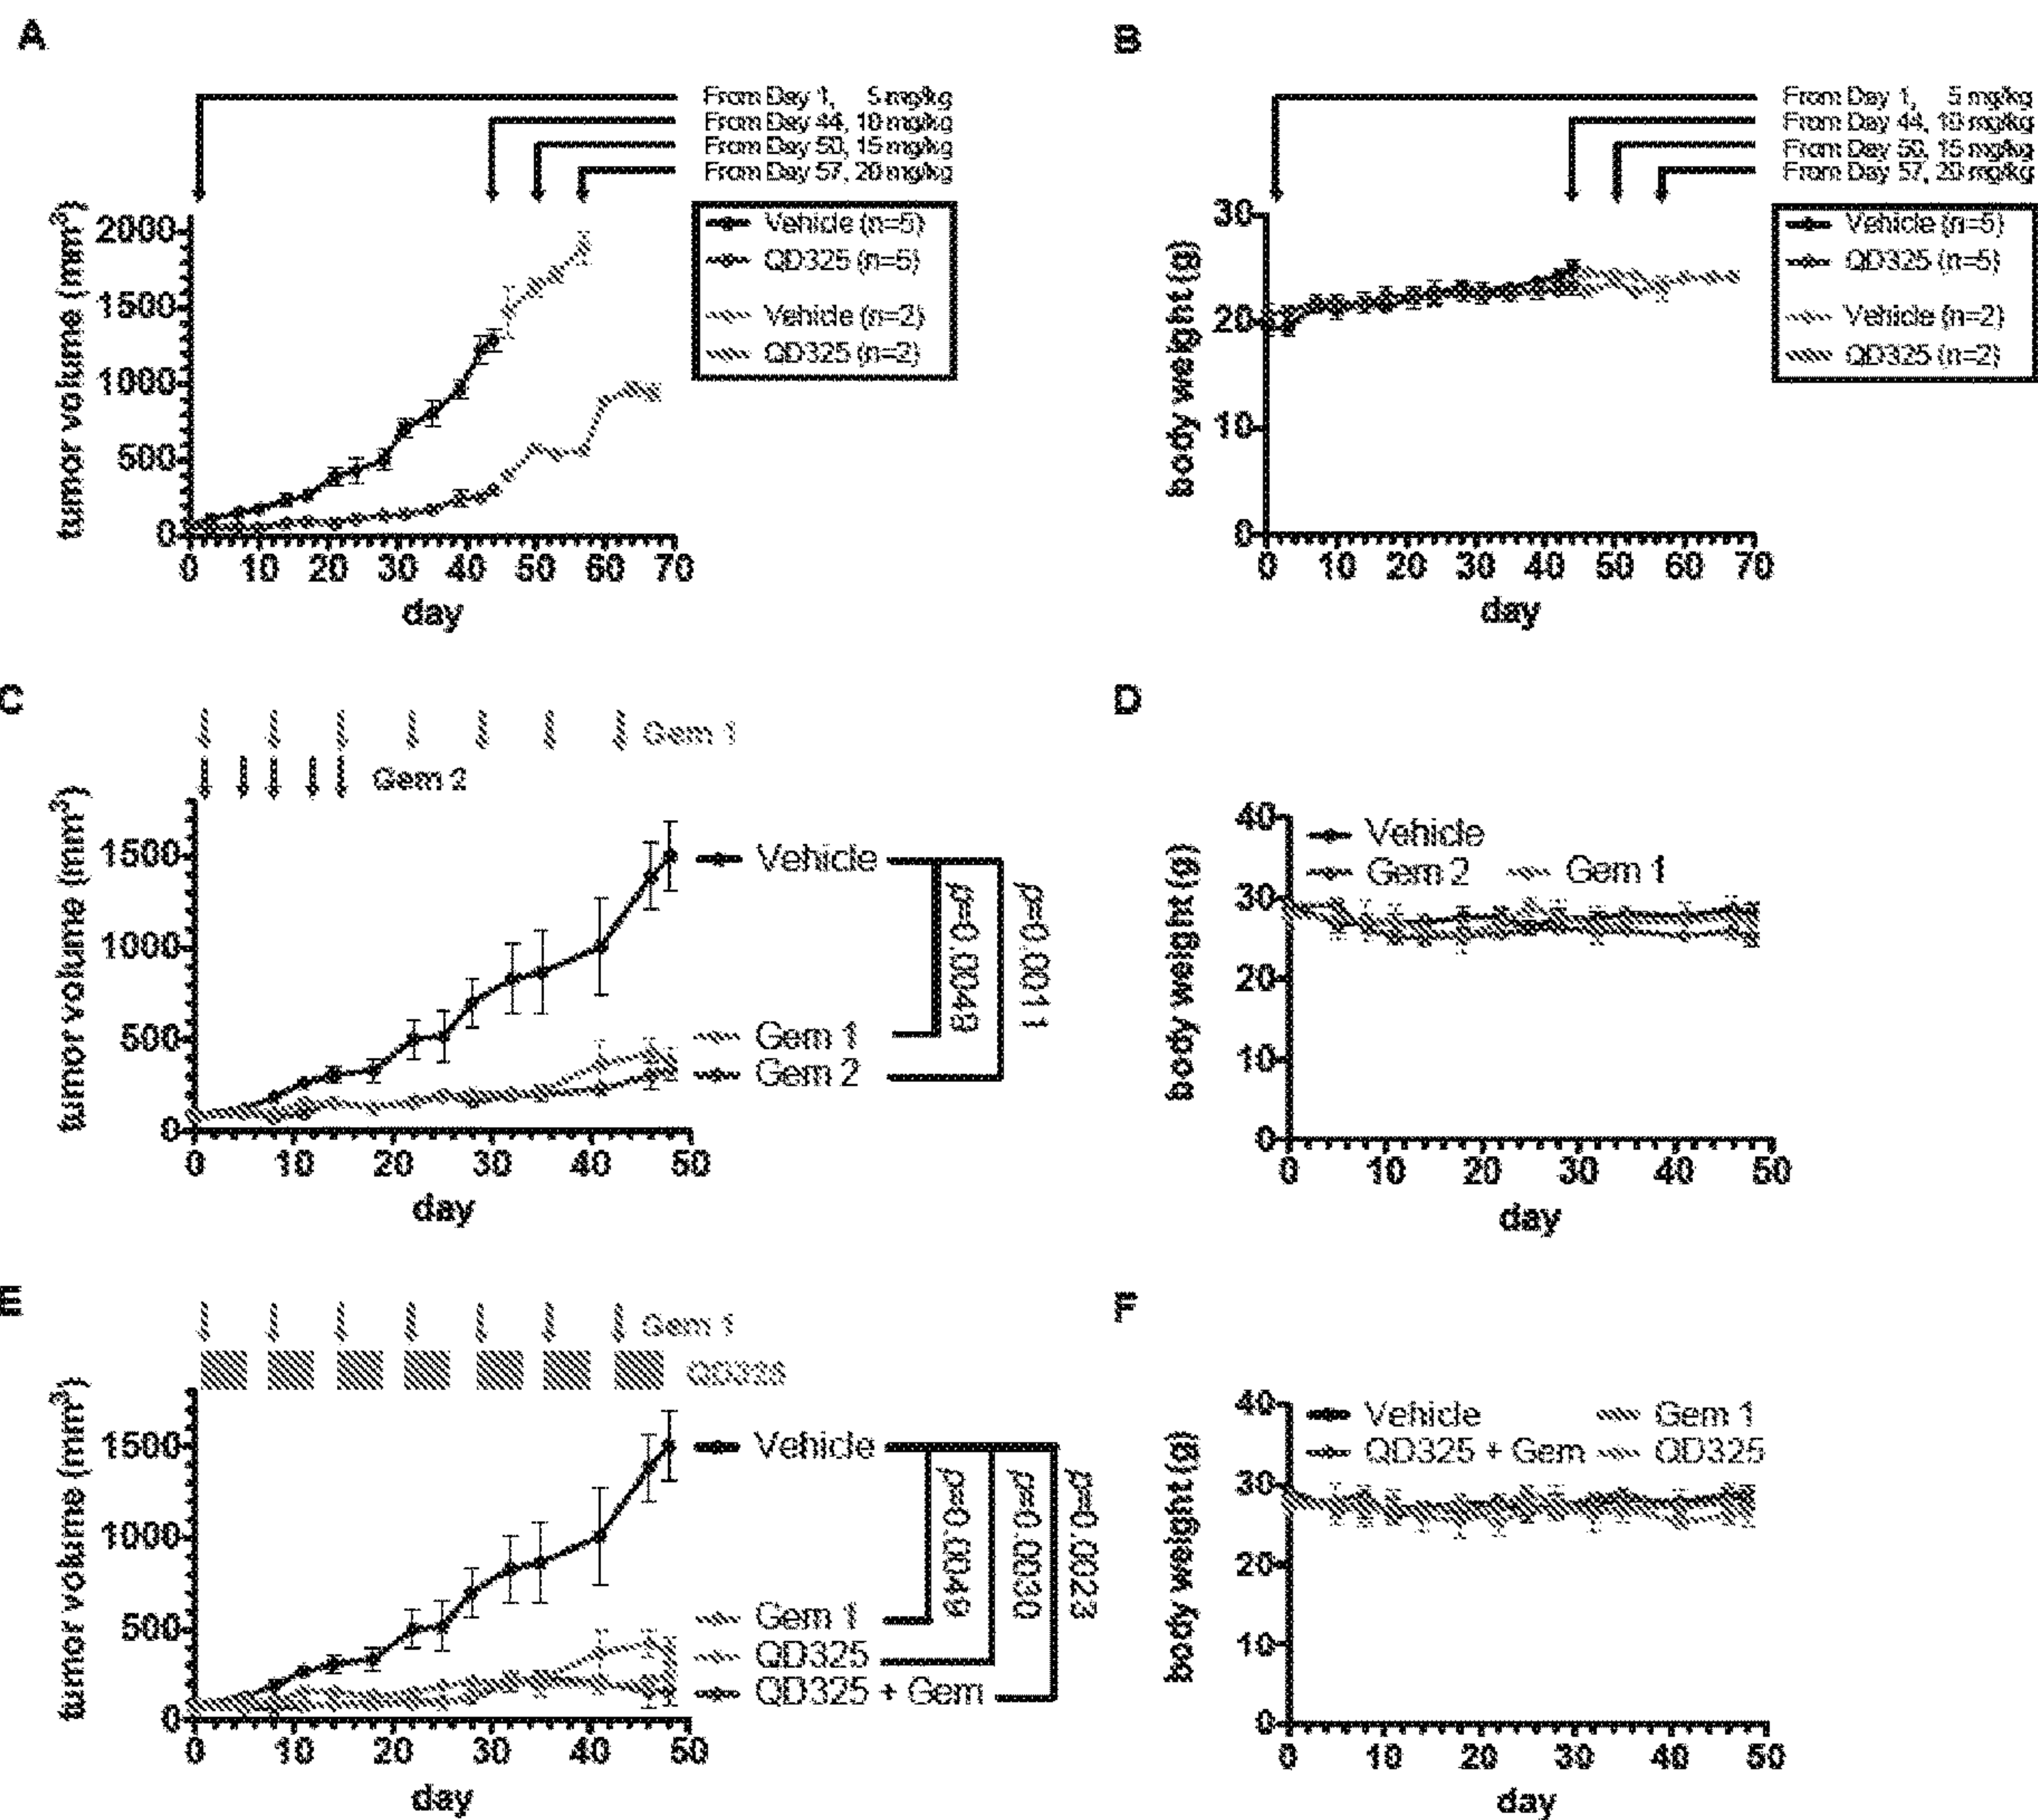 A
From Day 1, 5 mg/kg
From Day 44, 10 mg/kg
From Day 50, 15 mg/kg
From Day 57, 20 mg/kg
Vehicle (n=5)
QD325 (n=5)
Vehicle (n=2)
QD325 (n=2)
tumor volume (mm³)
2000
1500
1000
500
0
0 10 20 30 40 50 60 70
day
B
From Day 1, 5 mg/kg
From Day 44, 10 mg/kg
From Day 50, 15 mg/kg
From Day 57, 20 mg/kg
Vehicle (n=5)
QD325 (n=5)
Vehicle (n=2)
QD325 (n=2)
body weight (g)
30
20
10
0
0 10 20 30 40 50 60 70
day
C
Gem 1
Gem 2
tumor volume (mm³)
1500
1000
500
0
Vehicle
Gem 1
Gem 2
p=0.0048
p=0.0011
0 10 20 30 40 50
day
D
Vehicle
Gem 2 Gem 1
body weight (g)
40
30
20
10
0
0 10 20 30 40 50
day
E
Gem 1
QD325
tumor volume (mm³)
1500
1000
500
0
Vehicle
Gem 1
QD325
QD325 + Gem
p=0.0049
p=0.0030
p=0.0023
0 10 20 30 40 50
day
F
Vehicle Gem 1
QD325 + Gem QD325
body weight (g)
40
30
20
10
0
0 10 20 30 40 50
day